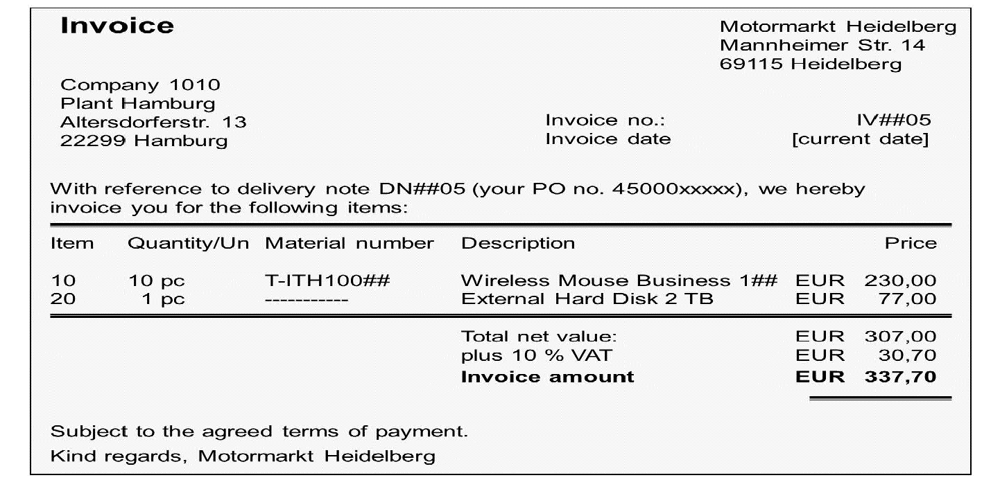 Invoice
Motormarkt Heidelberg
Mannheimer Str. 14
69115 Heidelberg
Company 1010
Plant Hamburg
Altersdorferstr. 13
22299 Hamburg
Invoice no.: IV##05
Invoice date [current date]
With reference to delivery note DN##05 (your PO no. 45000xxxxx), we hereby
invoice you for the following items:
Item Quantity/Un Material number Description Price
10 10 pc T-ITH100## Wireless Mouse Business 1## EUR 230,00
20 1 pc ----------- External Hard Disk 2 TB EUR 77,00
Total net value: EUR 307,00
plus 10 % VAT EUR 30,70
Invoice amount EUR 337,70
Subject to the agreed terms of payment.
Kind regards, Motormarkt Heidelberg